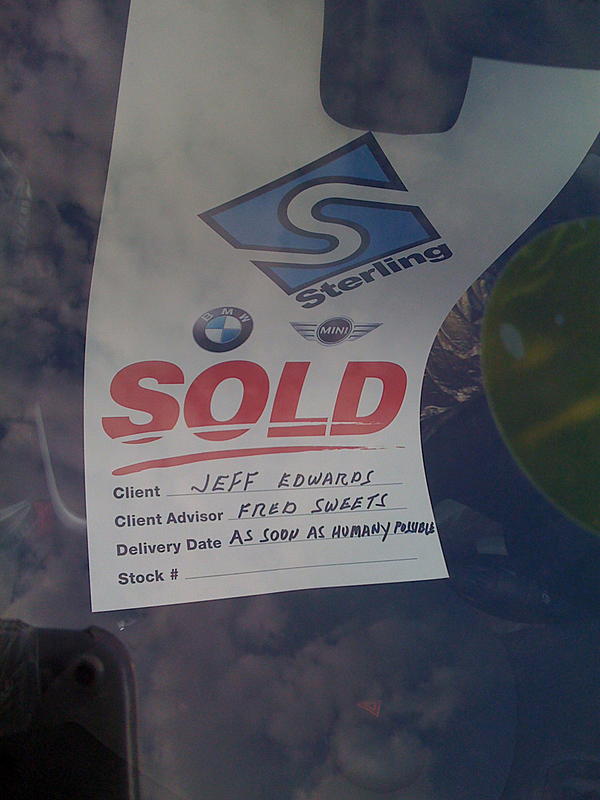 S
Sterling
BMW MINI
SOLD
Client JEFF EDWARDS
Client Advisor FRED SWEETS
Delivery Date AS SOON AS HUMANY POSSIBLE
Stock #